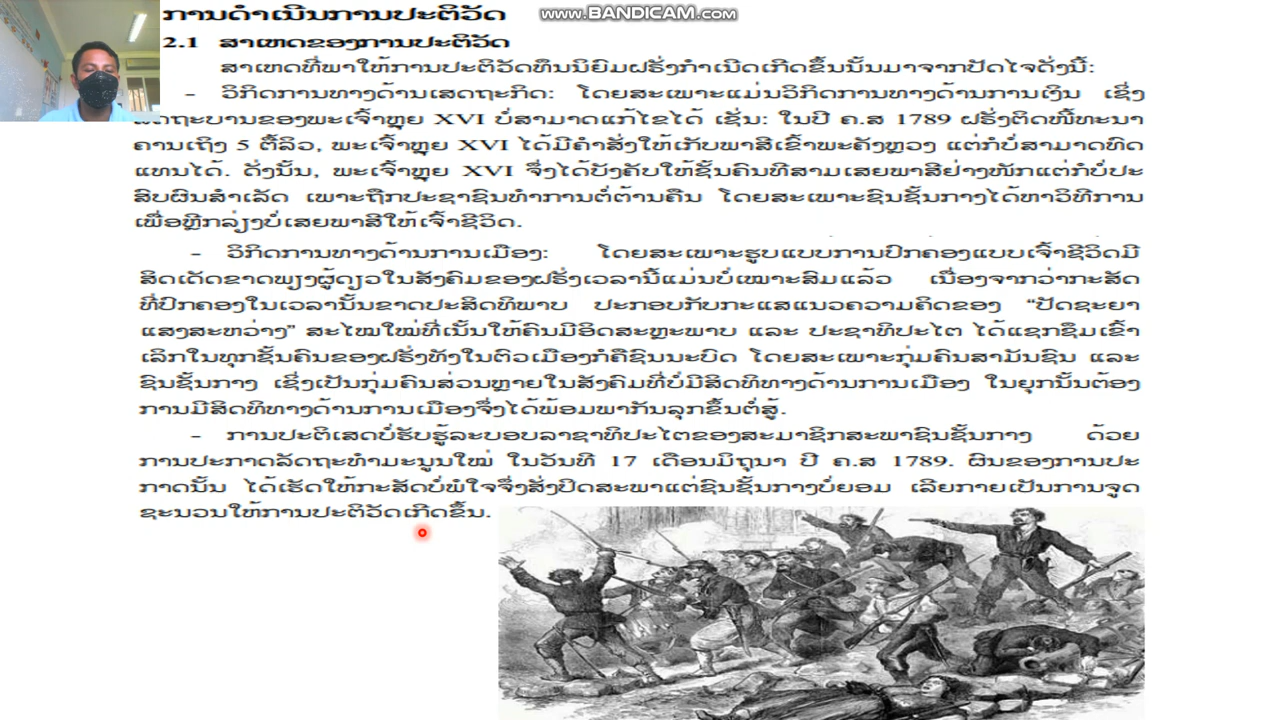 ການດຳເນີນການປະຕິວັດ
www.BANDICAM.com
2.1 ສາເຫດຂອງການປະຕິວັດ
ສາເຫດທີ່ພາໃຫ້ການປະຕິວັດທຶນນິຍົມຝຣັ່ງກຳເນີດເກີດຂຶ້ນນັ້ນມາຈາກປັດໄຈດັ່ງນີ້:
- ວິກິດການທາງດ້ານເສດຖະກິດ: ໂດຍສະເພາະແມ່ນວິກິດການທາງດ້ານການເງິນ ເຊິ່ງ
ລັດຖະບານຂອງພະເຈົ້າຫຼຸຍ XVI ບໍ່ສາມາດແກ້ໄຂໄດ້ ເຊັ່ນ: ໃນປີ ຄ.ສ 1789 ຝຣັ່ງຕິດໜີ້ທະນາ
ຄານເຖິງ 5 ຕື້ລິວ, ພະເຈົ້າຫຼຸຍ XVI ໄດ້ມີຄຳສັ່ງໃຫ້ເກັບພາສີເຂົ້າພະຄັງຫຼວງ ແຕ່ກໍບໍ່ສາມາດທົດ
ແທນໄດ້. ດັ່ງນັ້ນ, ພະເຈົ້າຫຼຸຍ XVI ຈຶ່ງໄດ້ບັງຄັບໃຫ້ຊັ້ນຄົນທີສາມເສຍພາສີຢ່າງໜັກແຕ່ກໍບໍ່ປະ
ສົບຜົນສຳເລັດ ເພາະຖືກປະຊາຊົນທຳການຕໍ່ຕ້ານຄືນ ໂດຍສະເພາະຊົນຊັ້ນກາງໄດ້ຫາວິທີການ
ເພື່ອຫຼີກລ່ຽງບໍ່ເສຍພາສີໃຫ້ເຈົ້າຊີວິດ.
- ວິກິດການທາງດ້ານການເມືອງ: ໂດຍສະເພາະຮູບແບບການປົກຄອງແບບເຈົ້າຊີວິດມີ
ສິດເດັດຂາດພຽງຜູ້ດຽວໃນສັງຄົມຂອງຝຣັ່ງເວລານີ້ແມ່ນບໍ່ເໝາະສົມແລ້ວ ເນື່ອງຈາກວ່າກະສັດ
ທີ່ປົກຄອງໃນເວລານັ້ນຂາດປະສິດທິພາບ ປະກອບກັບກະແສແນວຄວາມຄິດຂອງ “ປັດຊະຍາ
ແສງສະຫວ່າງ” ສະໄໝໃໝ່ທີ່ເນັ້ນໃຫ້ຄົນມີອິດສະຫຼະພາບ ແລະ ປະຊາທິປະໄຕ ໄດ້ແຊກຊຶມເຂົ້າ
ເລິກໃນທຸກຊັ້ນຄົນຂອງຝຣັ່ງທັງໃນຕົວເມືອງກໍຄືຊົນນະບົດ ໂດຍສະເພາະກຸ່ມຄົນສາມັນຊົນ ແລະ
ຊົນຊັ້ນກາງ ເຊິ່ງເປັນກຸ່ມຄົນສ່ວນຫຼາຍໃນສັງຄົມທີ່ບໍ່ມີສິດທິທາງດ້ານການເມືອງ ໃນຍຸກນັ້ນຕ້ອງ
ການມີສິດທິທາງດ້ານການເມືອງຈຶ່ງໄດ້ພ້ອມພາກັນລຸກຂຶ້ນຕໍ່ສູ້.
- ການປະຕິເສດບໍ່ຮັບຮູ້ລະບອບລາຊາທິປະໄຕຂອງສະມາຊິກສະພາຊົນຊັ້ນກາງ ດ້ວຍ
ການປະກາດລັດຖະທຳມະນູນໃໝ່ ໃນວັນທີ 17 ເດືອນມິຖຸນາ ປີ ຄ.ສ 1789. ຜົນຂອງການປະ
ກາດນັ້ນ ໄດ້ເຮັດໃຫ້ກະສັດບໍ່ພໍໃຈຈຶ່ງສັ່ງປິດສະພາແຕ່ຊົນຊັ້ນກາງບໍ່ຍອມ ເລີຍກາຍເປັນການຈູດ
ຊະນວນໃຫ້ການປະຕິວັດເກີດຂຶ້ນ.